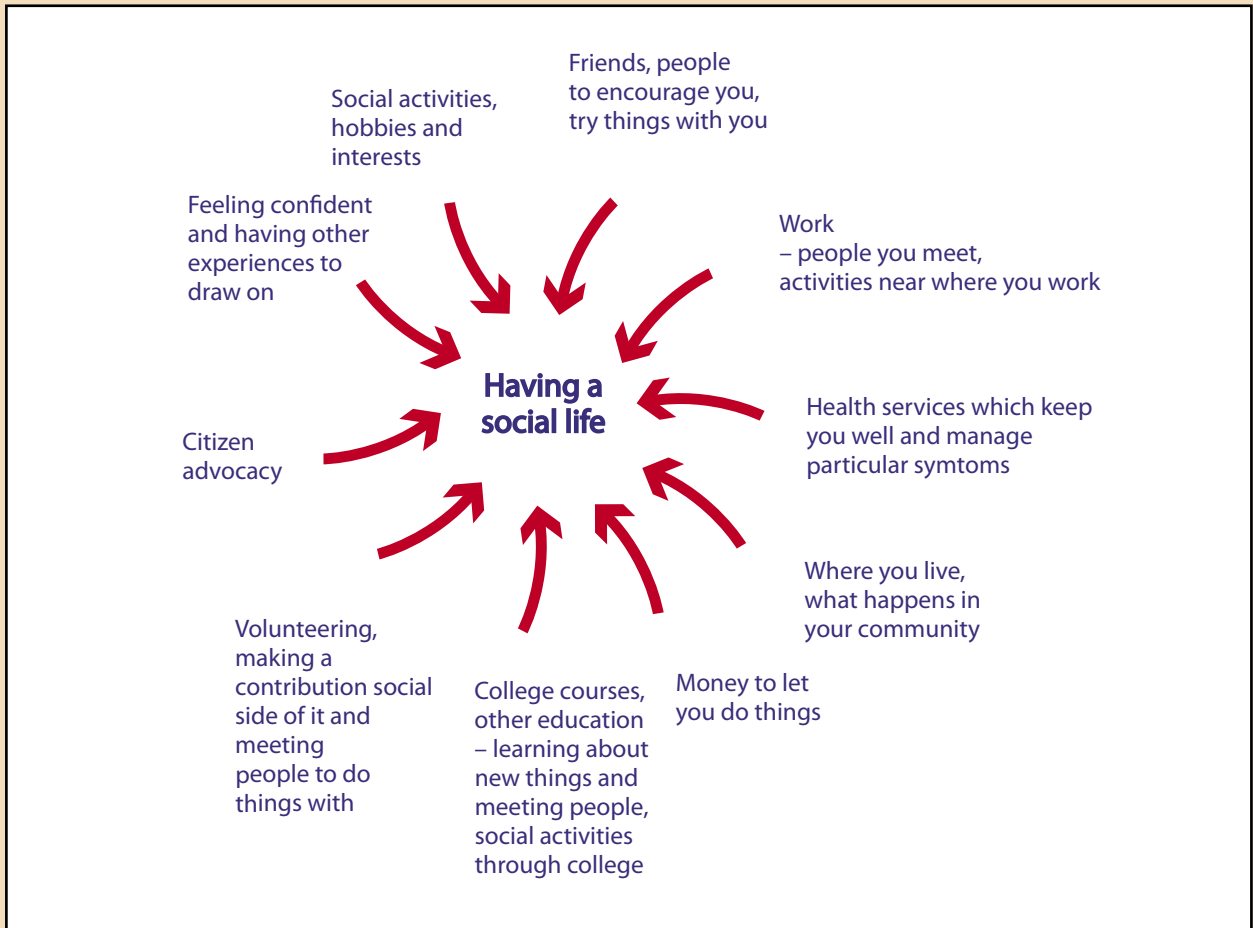 Friends, people
to encourage you,
try things with you
Social activities,
hobbies and
interests
Feeling confident
and having other
experiences to
draw on
Work
– people you meet,
activities near where you work
Having a
social life
Health services which keep
you well and manage
particular symtoms
Citizen
advocacy
Where you live,
what happens in
your community
Volunteering,
making a
contribution social
side of it and
meeting
people to do
things with
College courses,
other education
– learning about
new things and
meeting people,
social activities
through college
Money to let
you do things